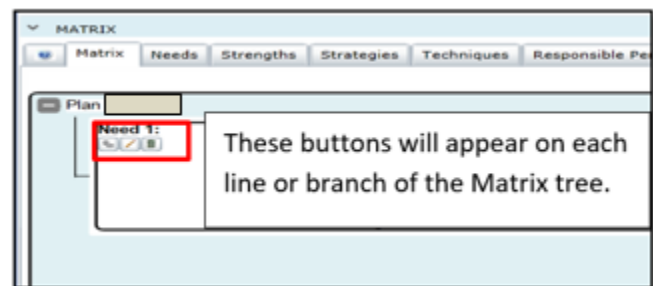 MATRIX
Matrix Needs Strengths Strategies Techniques Responsible Pe
Plan
Need 1:
These buttons will appear on each
line or branch of the Matrix tree.